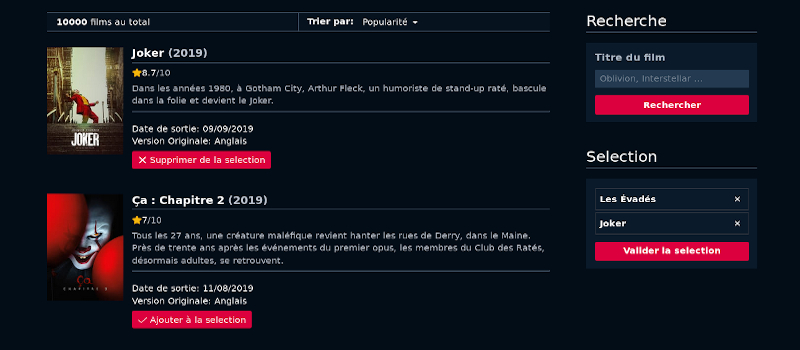 10000 films au total
Trier par: Popularité
Joker (2019)
8.7/10
Dans les années 1980, à Gotham City, Arthur Fleck, un humoriste de stand-up raté, bascule
dans la folie et devient le Joker.
Date de sortie: 09/09/2019
Version Originale: Anglais
Supprimer de la selection
JOKER
Ça : Chapitre 2 (2019)
7/10
Tous les 27 ans, une créature maléfique revient hanter les rues de Derry, dans le Maine.
Près de trente ans après les événements du premier opus, les membres du Club des Ratés,
désormais adultes, se retrouvent.
Date de sortie: 11/08/2019
Version Originale: Anglais
Ajouter à la selection
Ça
CHAPITRE 2
Recherche
Titre du film
Oblivion, Interstellar ...
Rechercher
Selection
Les Évadés ×
Joker ×
Valider la selection